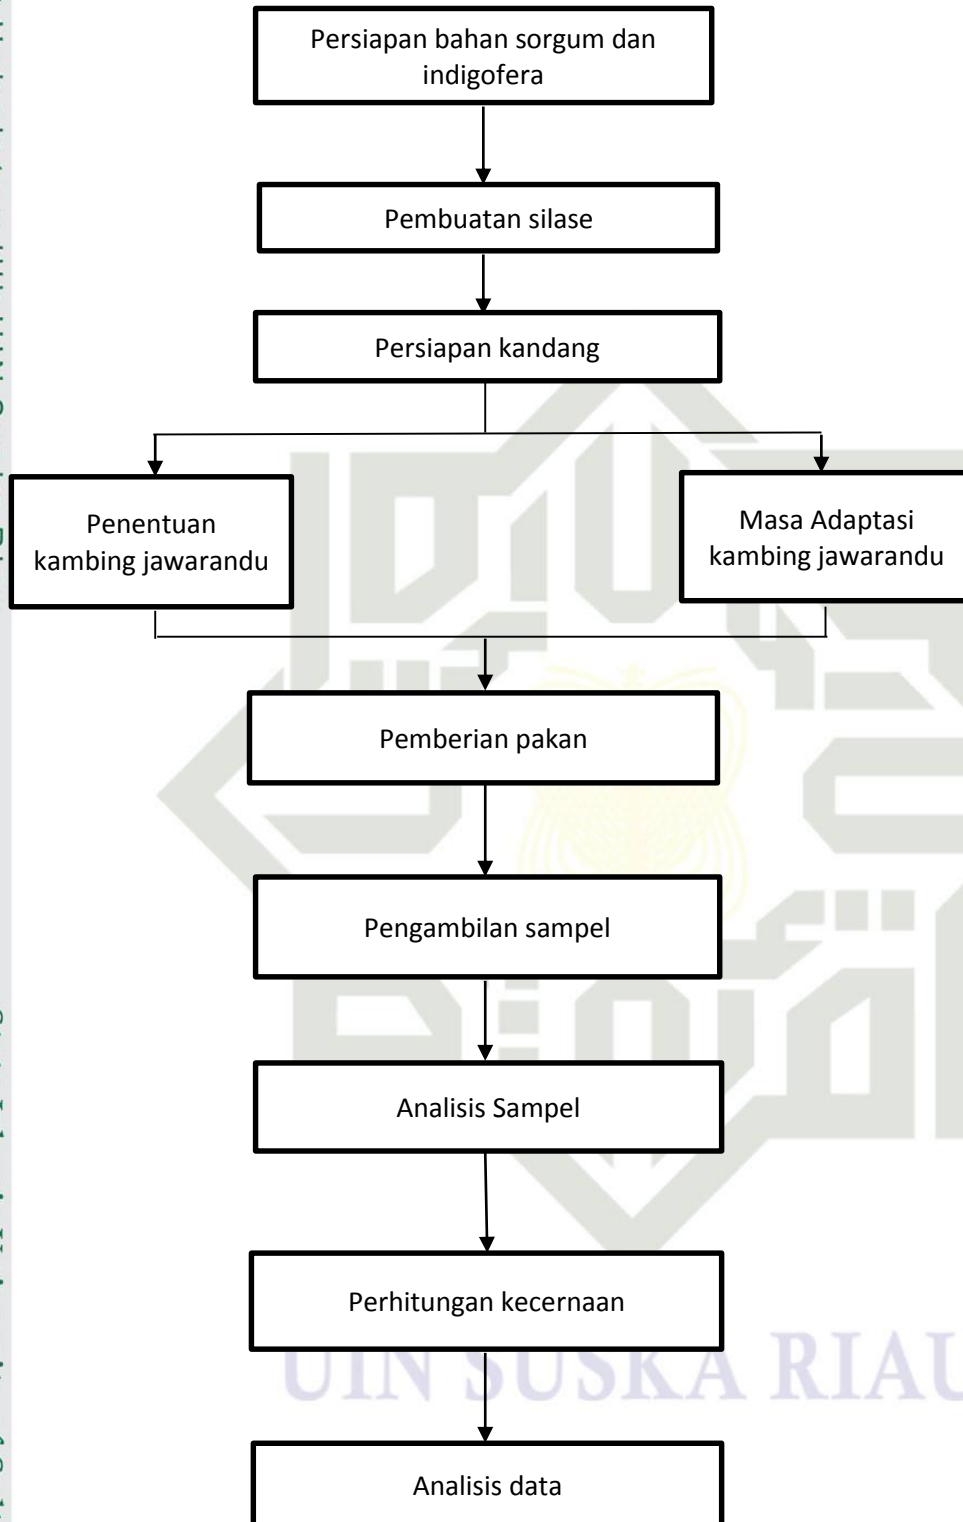 Persiapan bahan sorgum dan
indigofera
Pembuatan silase
Persiapan kandang
Penentuan
kambing jawarandu
Masa Adaptasi
kambing jawarandu
Pemberian pakan
Pengambilan sampel
Analisis Sampel
Perhitungan kecernaan
UIN SUSKA RIAU
Analisis data